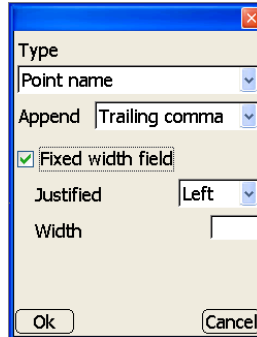 Type
Point name
Append Trailing comma
Fixed width field
Justified Left
Width
Ok Cancel